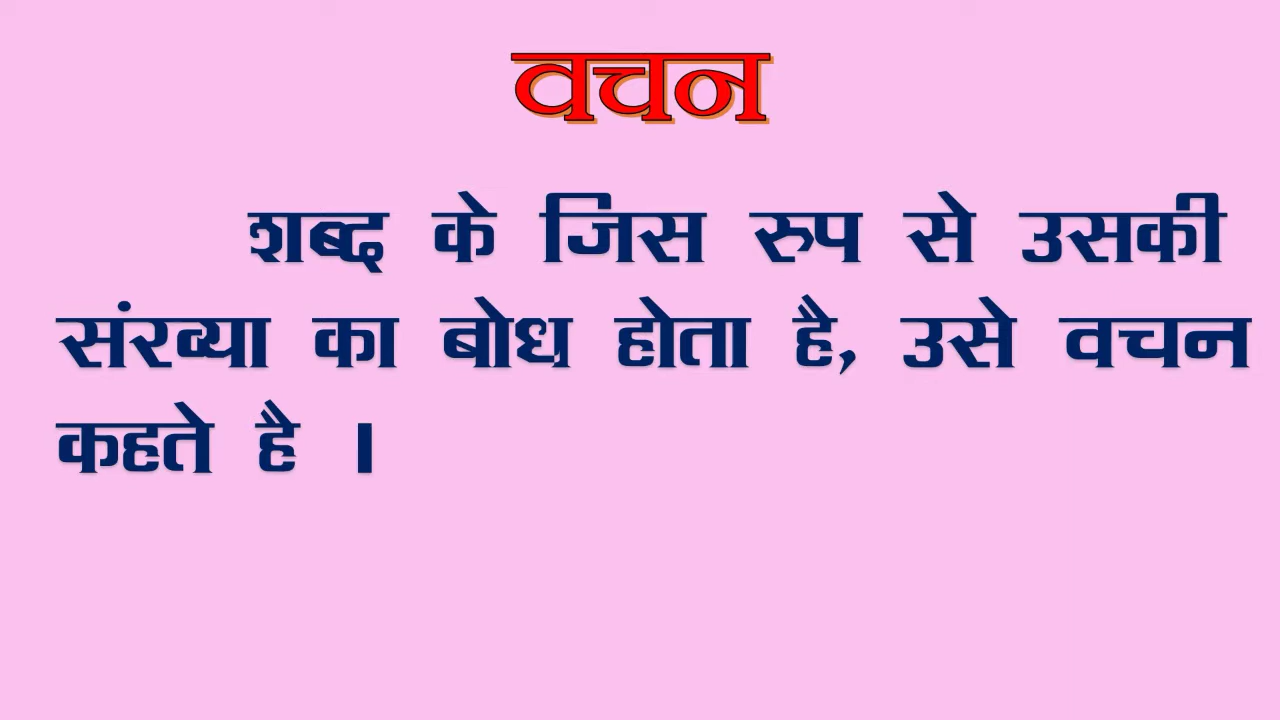 वचन
शब्द के जिस रुप से उसकी
संख्या का बोध होता है, उसे वचन
कहते है ।